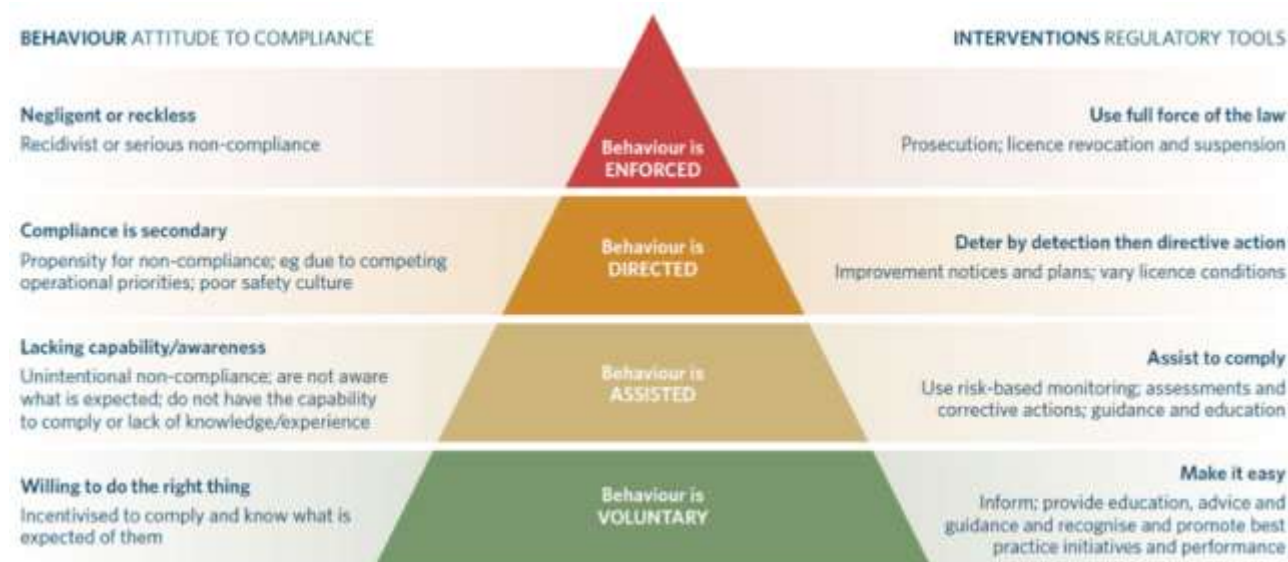 BEHAVIOUR ATTITUDE TO COMPLIANCE
INTERVENTIONS REGULATORY TOOLS
Negligent or reckless
Recidivist or serious non-compliance
Behaviour is
ENFORCED
Use full force of the law
Prosecution; licence revocation and suspension
Compliance is secondary
Propensity for non-compliance; eg due to competing
operational priorities; poor safety culture
Behaviour is
DIRECTED
Deter by detection then directive action
Improvement notices and plans; vary licence conditions
Lacking capability/awareness
Unintentional non-compliance; are not aware
what is expected; do not have the capability
to comply or lack of knowledge/experience
Behaviour is
ASSISTED
Assist to comply
Use risk-based monitoring; assessments and
corrective actions; guidance and education
Willing to do the right thing
Incentivised to comply and know what is
expected of them
Behaviour is
VOLUNTARY
Make it easy
Inform; provide education, advice and
guidance and recognise and promote best
practice initiatives and performance